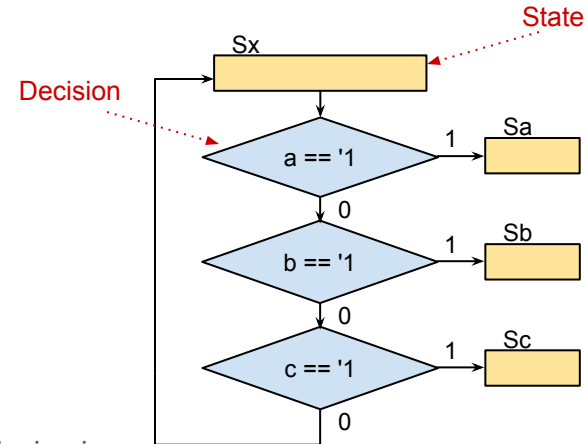 State
Sx
Decision
a == '1
1
Sa
0
b == '1
1
Sb
0
c == '1
1
Sc
0